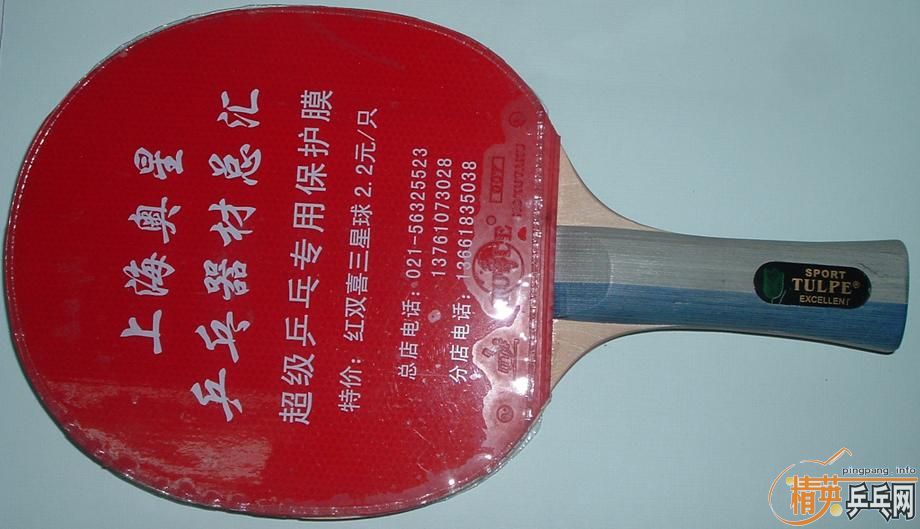 上海奥星
乒乓器材总汇
超级乒乓专用保护膜
特价：红双喜三星球2.2元/只
总店电话：021-56325523
13761073028
分店电话：13661835038
007
KOKUTAKU
SPORT
TULPE®
EXCELLENT
pingpang.info
精英乒乓网